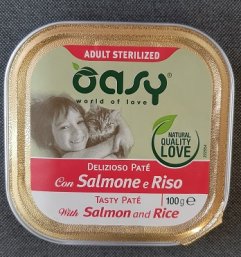 ADULT STERILIZED
Oasy®
world of love
NATURAL
QUALITY
LOVE
DELIZIOSO PATÉ
Con Salmone e Riso
TASTY PATÉ
100 g e
With Salmon and Rice